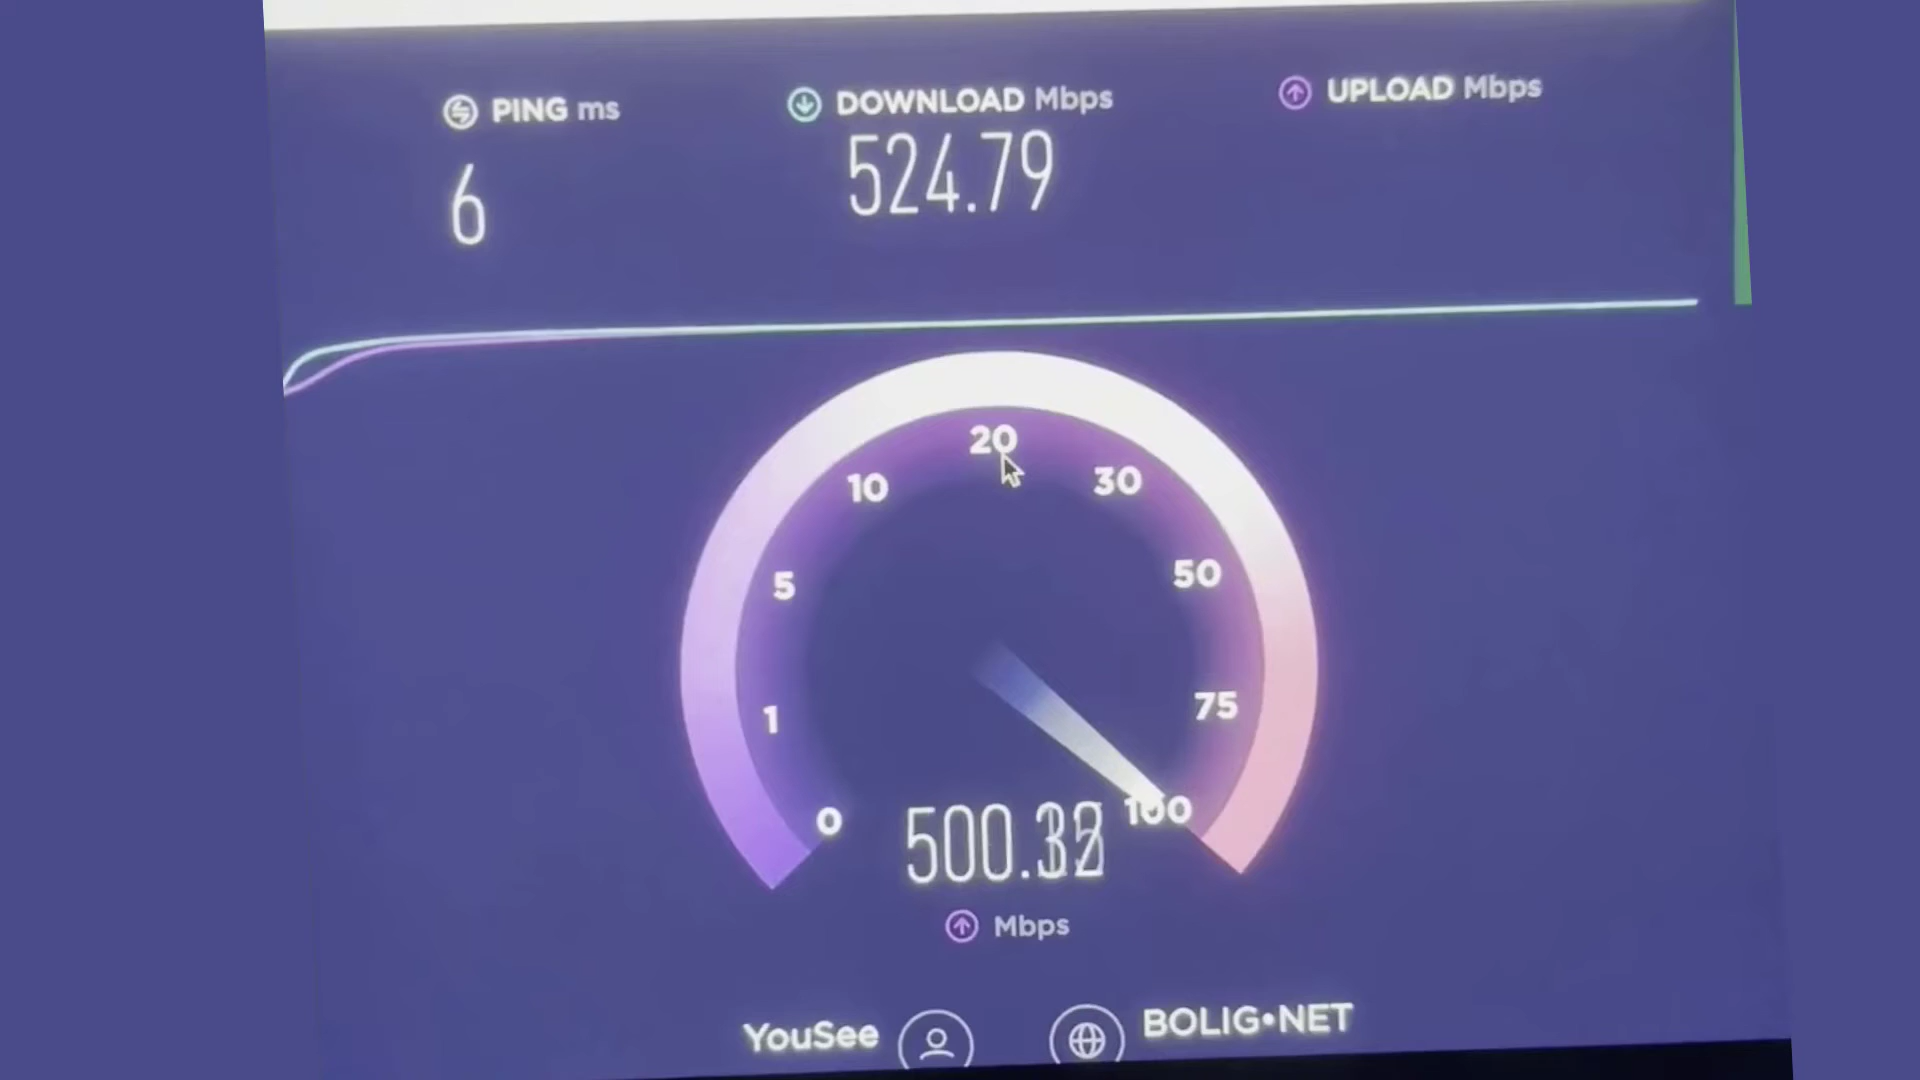 PING ms
6
DOWNLOAD Mbps
524.79
UPLOAD Mbps
0
1
5
10
20
30
50
75
100
Mbps
YouSee
BOLIG•NET